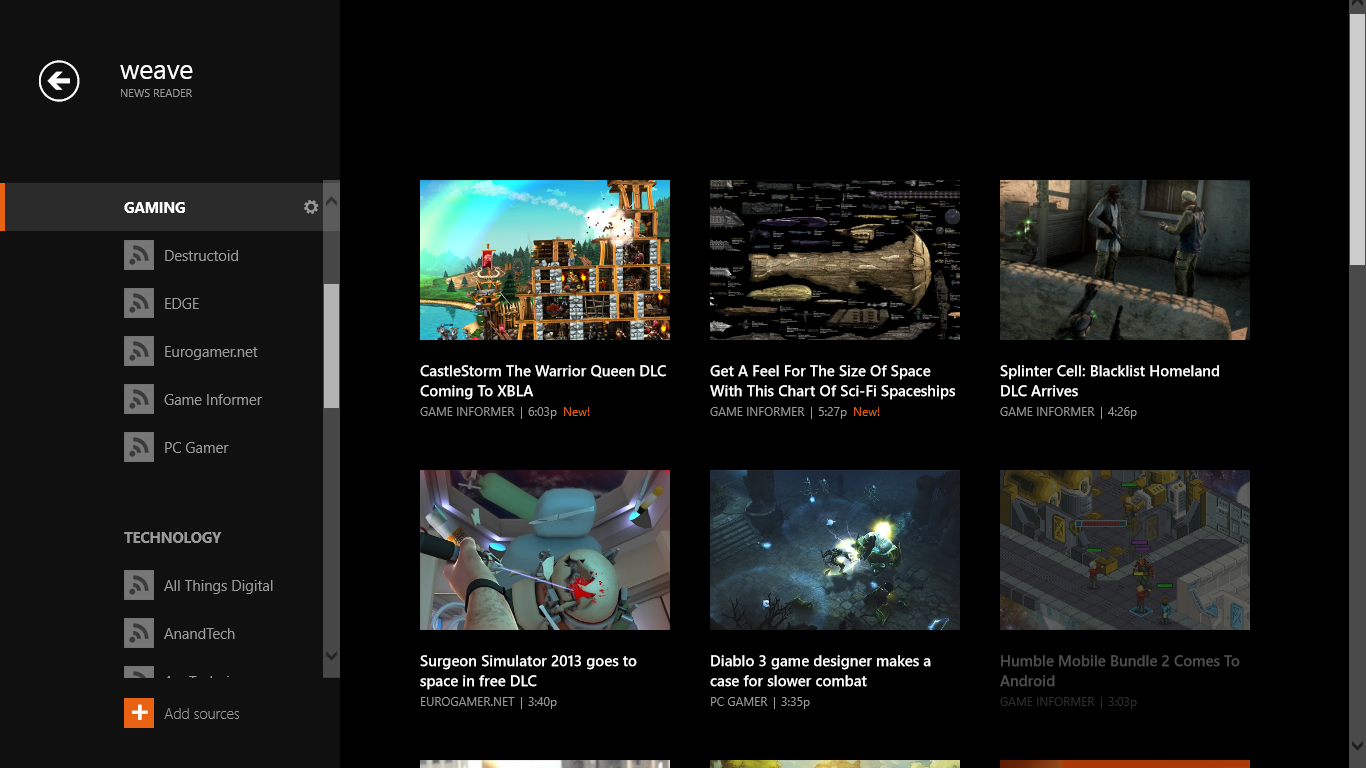 weave
NEWS READER
GAMING
Destructoid
EDGE
Eurogamer.net
Game Informer
PC Gamer
TECHNOLOGY
All Things Digital
AnandTech
Add sources
CastleStorm The Warrior Queen DLC
Coming To XBLA
GAME INFORMER | 6:03p New!
Get A Feel For The Size Of Space
With This Chart Of Sci-Fi Spaceships
GAME INFORMER | 5:27p New!
Splinter Cell: Blacklist Homeland
DLC Arrives
GAME INFORMER | 4:26p
Surgeon Simulator 2013 goes to
space in free DLC
EUROGAMER.NET | 3:40p
Diablo 3 game designer makes a
case for slower combat
PC GAMER | 3:35p
Humble Mobile Bundle 2 Comes To
Android
GAME INFORMER | 3:03p